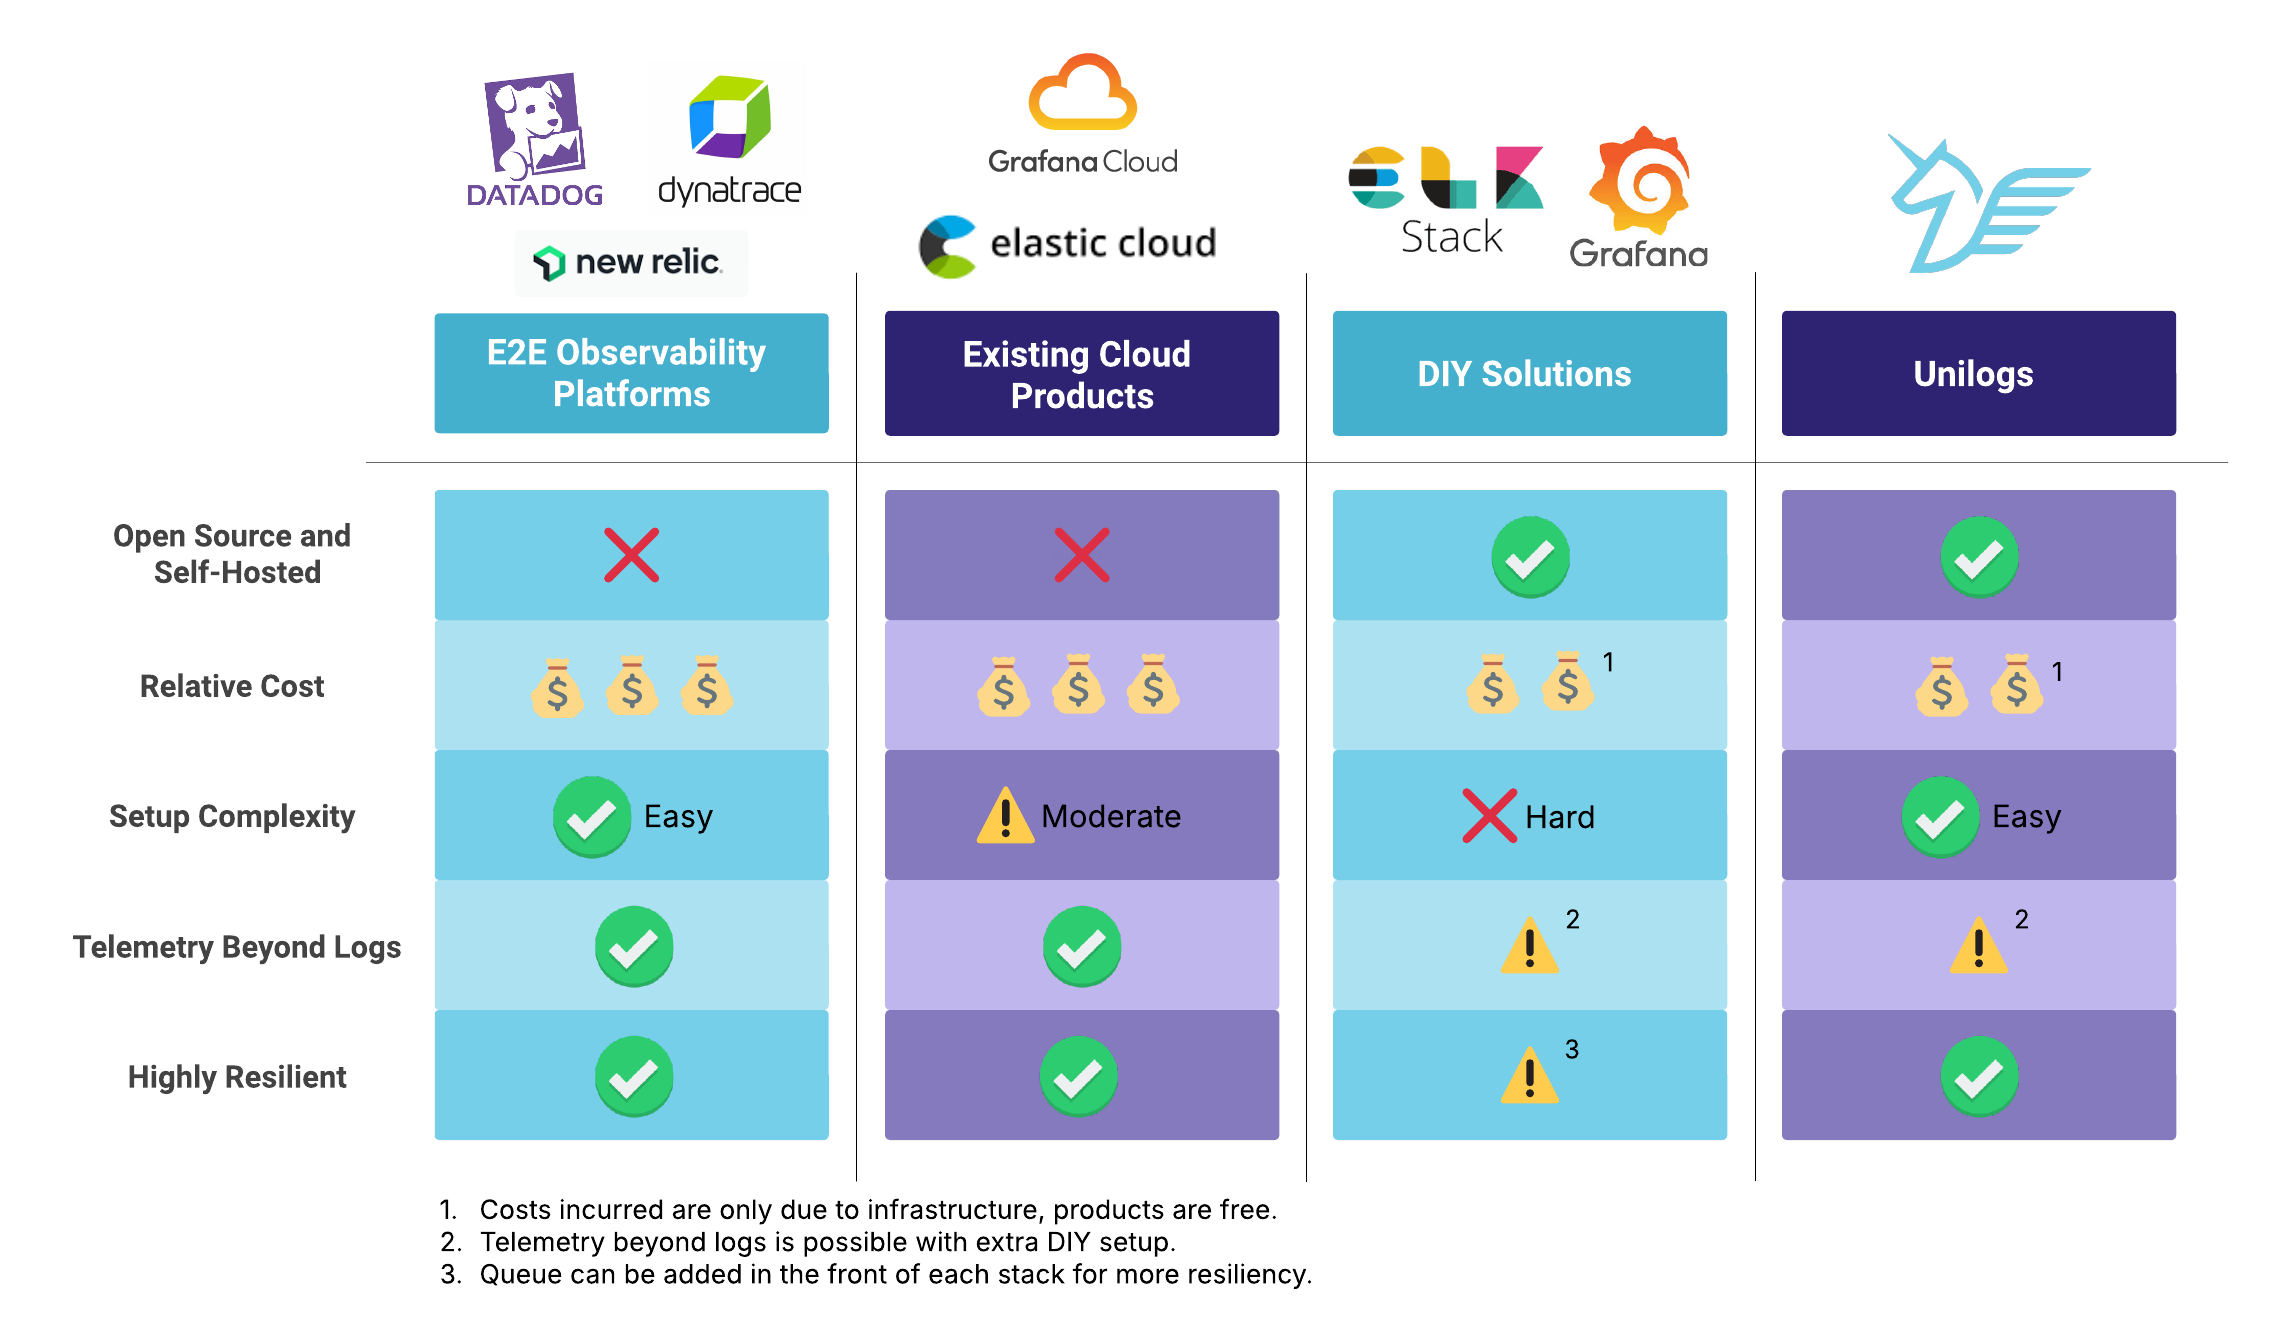 DATADOG
dynatrace
new relic.
Grafana Cloud
elastic cloud
ELK
Stack
Grafana
E2E Observability
Platforms
Existing Cloud
Products
DIY Solutions
Unilogs
Open Source and
Self-Hosted
Relative Cost
$ $ $
$ $ $
$ $ 1
$ $ 1
Setup Complexity
Easy
Moderate
Hard
Easy
Telemetry Beyond Logs
2
2
Highly Resilient
3
1. Costs incurred are only due to infrastructure, products are free.
2. Telemetry beyond logs is possible with extra DIY setup.
3. Queue can be added in the front of each stack for more resiliency.